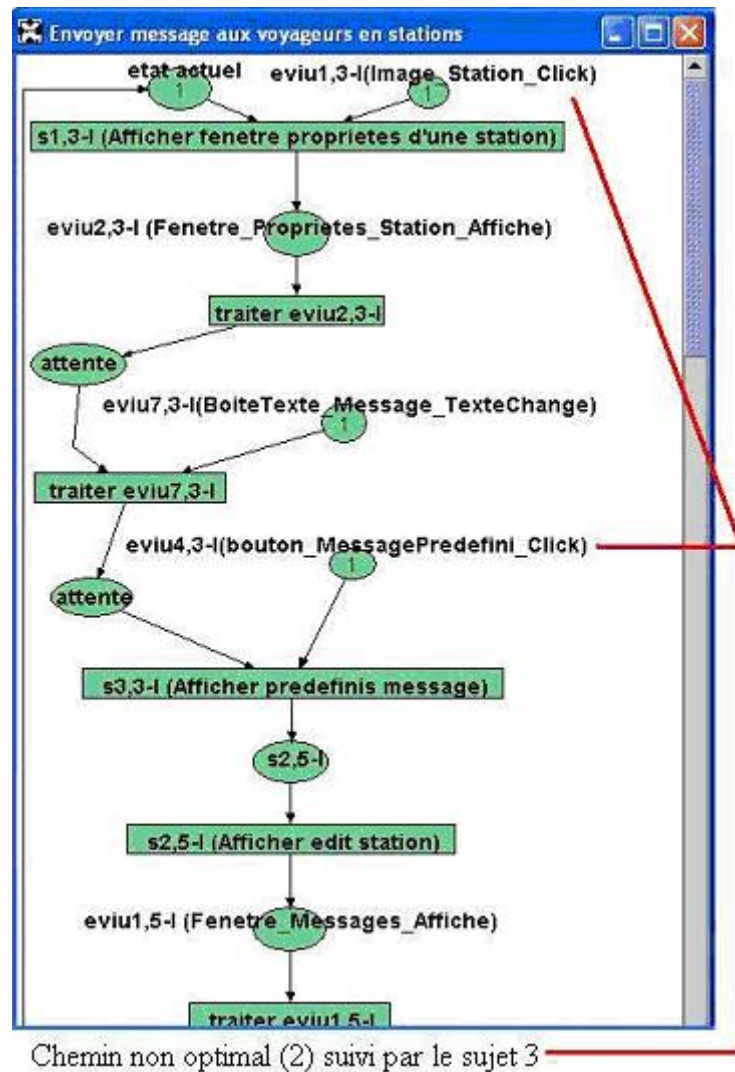 Envoyer message aux voyageurs en stations
etat actuel
eviu1,3-I(Image_Station_Click)
1
1
s1,3-I (Afficher fenetre proprietes d'une station)
eviu2,3-I (Fenetre_Proprietes_Station_Affiche)
traiter eviu2,3-I
attente
eviu7,3-I(BoiteTexte_Message_TexteChange)
1
traiter eviu7,3-I
eviu4,3-I(bouton_MessagePredefini_Click)
1
attente
s3,3-I (Afficher predefinis message)
s2,5-I
s2,5-I (Afficher edit station)
eviu1,5-I (Fenetre_Messages_Affiche)
traiter eviu1,5-I
Chemin non optimal (2) suivi par le sujet 3